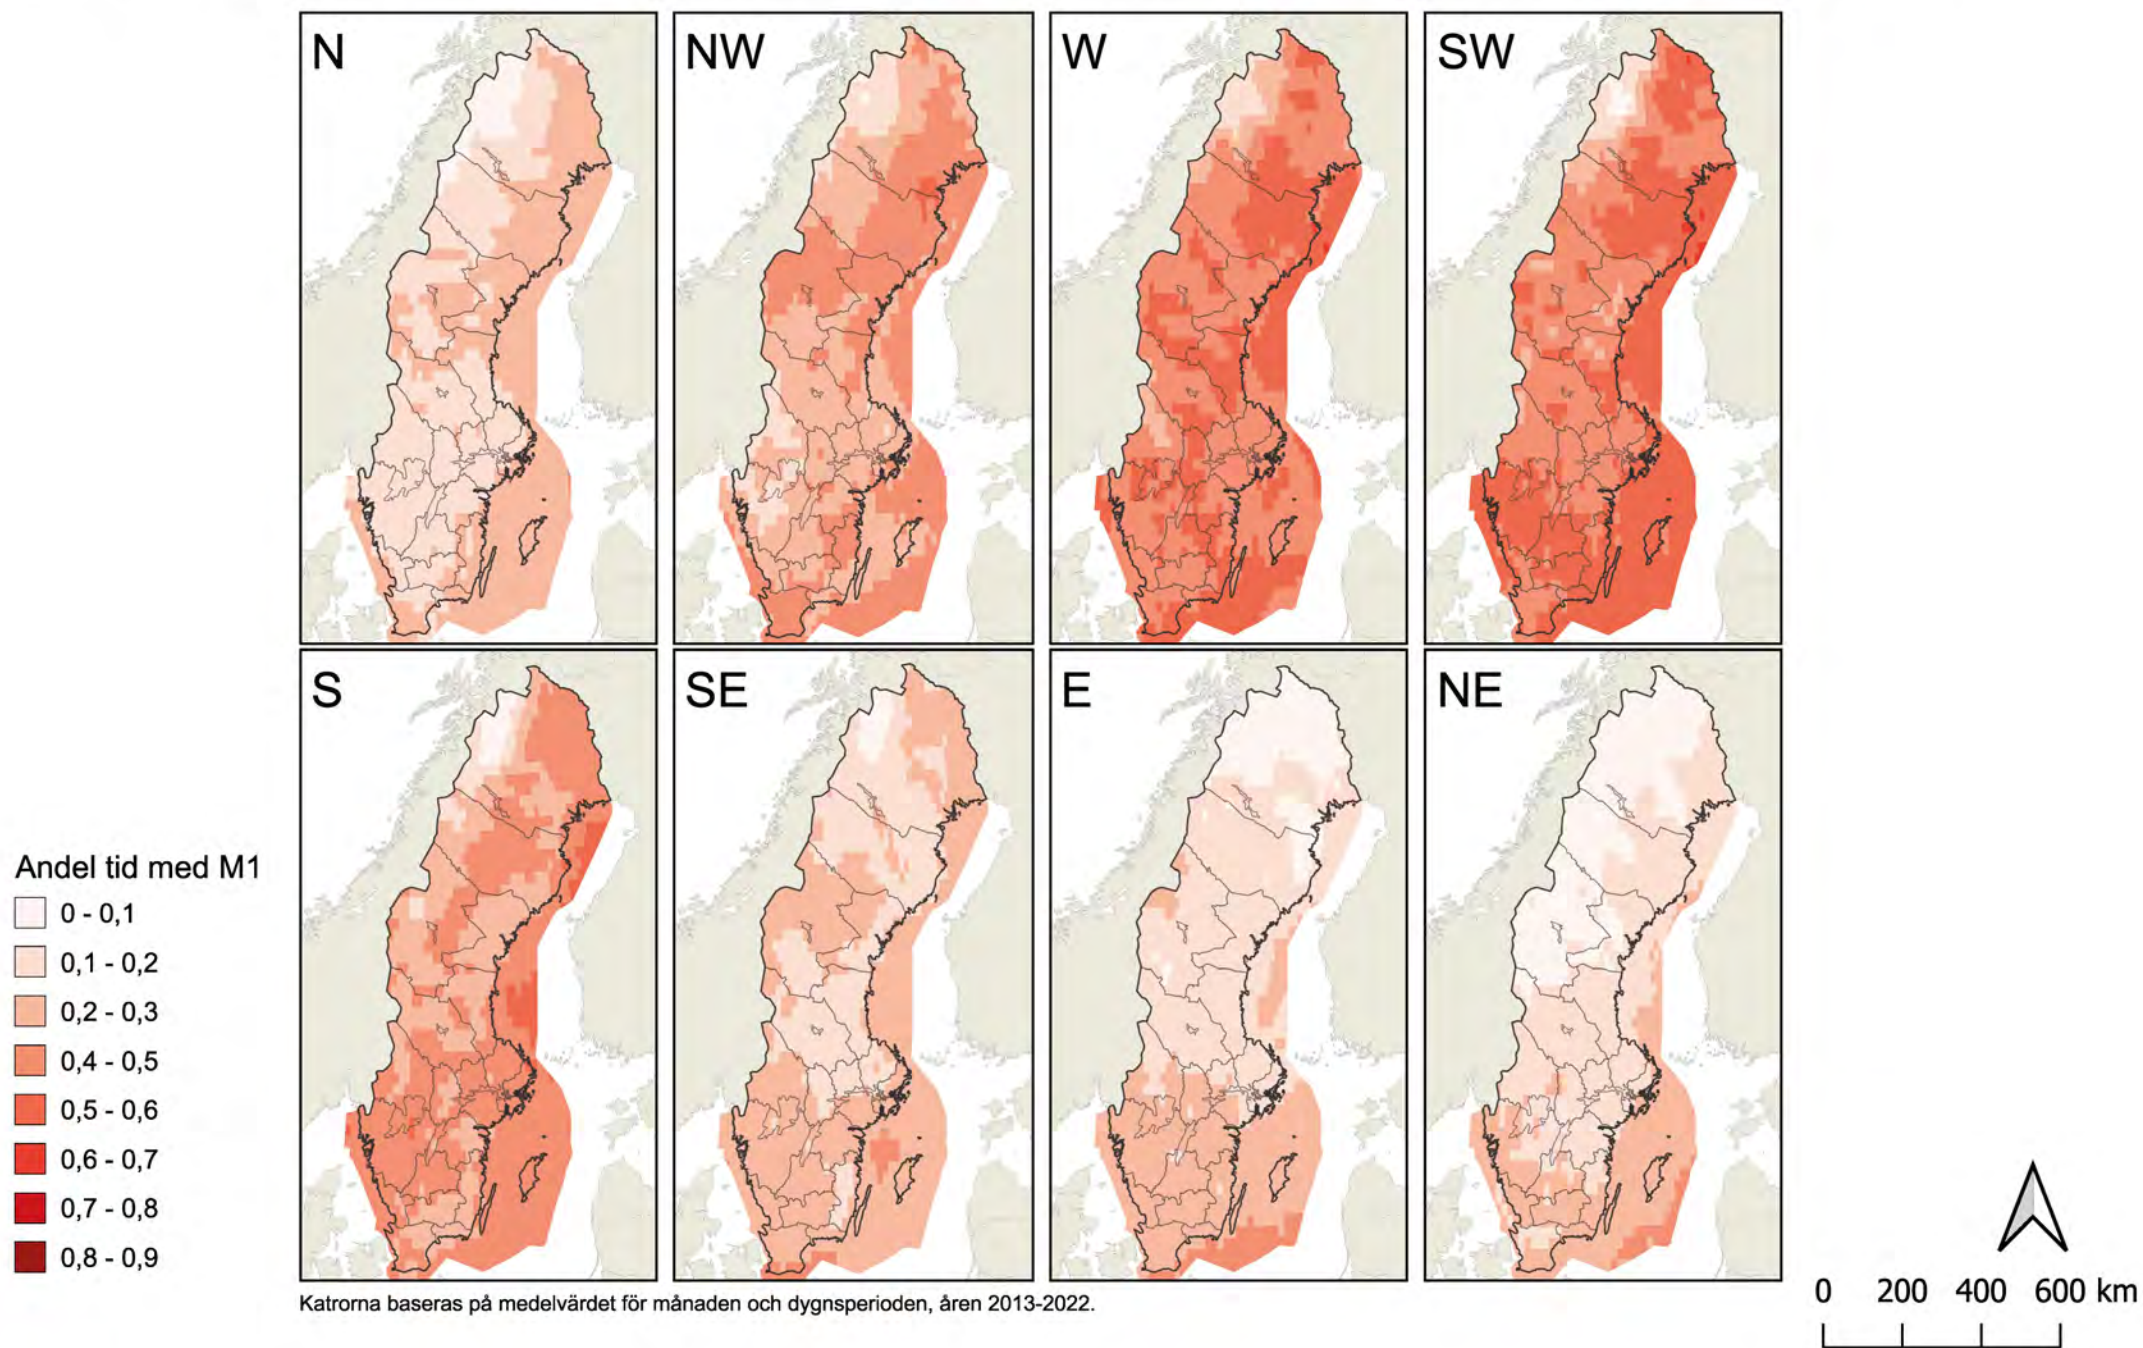 N
NW
W
SW
S
SE
E
NE
Andel tid med M1
0 - 0,1
0,1 - 0,2
0,2 - 0,3
0,4 - 0,5
0,5 - 0,6
0,6 - 0,7
0,7 - 0,8
0,8 - 0,9
Katrorna baseras på medelvärdet för månaden och dygnsperioden, åren 2013-2022.
0 200 400 600 km